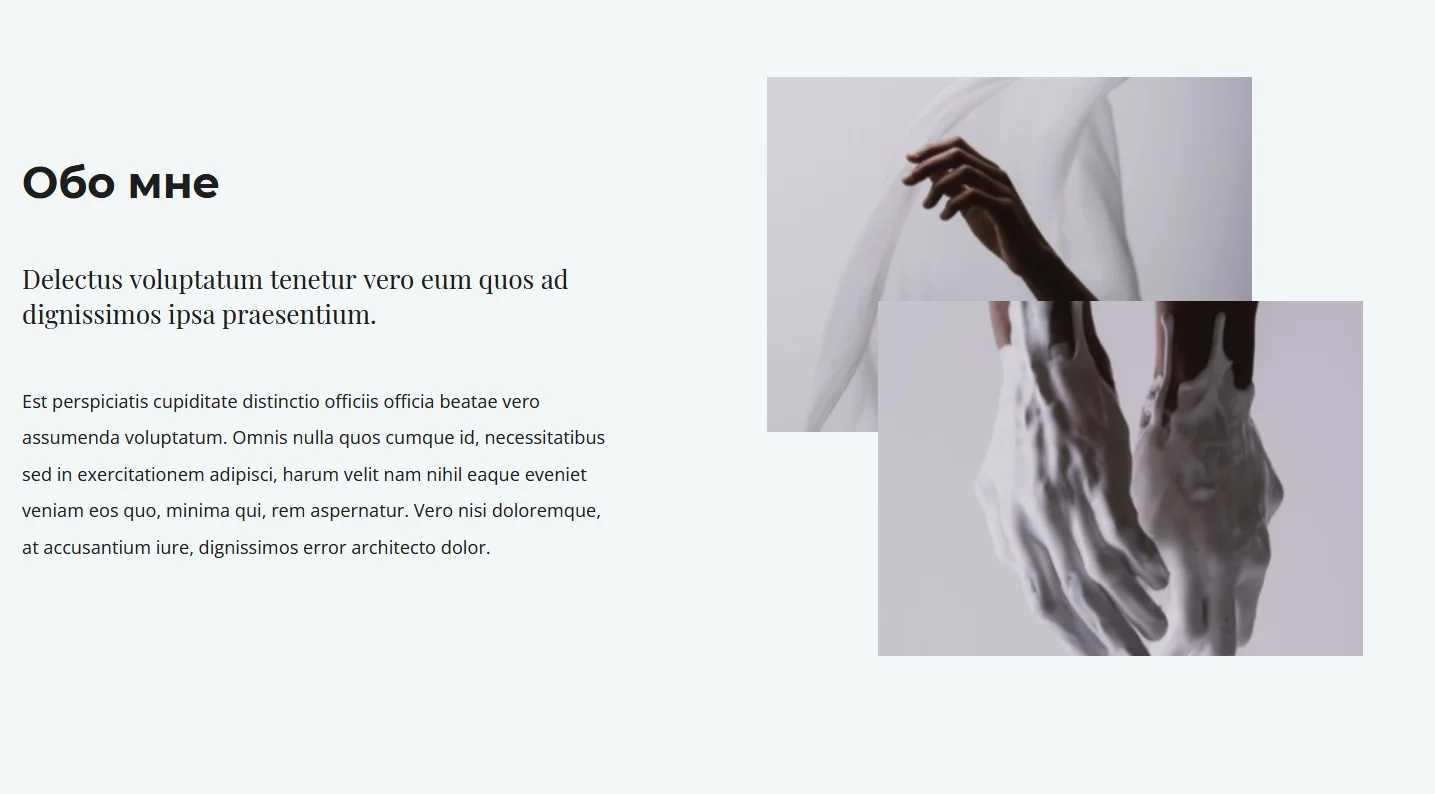 Обо мне
Delectus voluptatum tenetur vero eum quos ad
dignissimos ipsa praesentium.
Est perspiciatis cupiditate distinctio officiis officia beatae vero
assumenda voluptatum. Omnis nulla quos cumque id, necessitatibus
sed in exercitationem adipisci, harum velit nam nihil eaque eveniet
veniam eos quo, minima qui, rem aspernatur. Vero nisi doloremque,
at accusantium iure, dignissimos error architecto dolor.